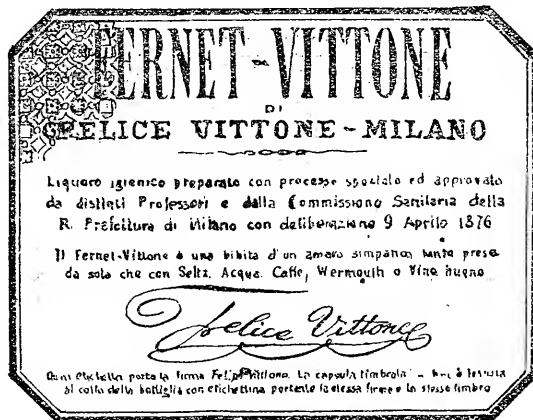 FERNET-VITTONE
DI
FELICE VITTONE-MILANO
Liquore igienico preparato con processo speciale ed approvato
da distinti Professori e dalla Commissione Sanitaria della
R. Prefettura di Milano con deliberazione 9 Aprile 1876
Il Fernet-Vittone è una bibita d'un amaro simpatico tanto presa
da sola che con Seltz. Acqua. Caffe, Wermouth o Vino buono
Felice Vittone
Ogni etichetta porta la firma Felice Vittone. La capsula timbrata
al collo della bottiglia con etichettina portante la stessa firma e lo stesso timbro